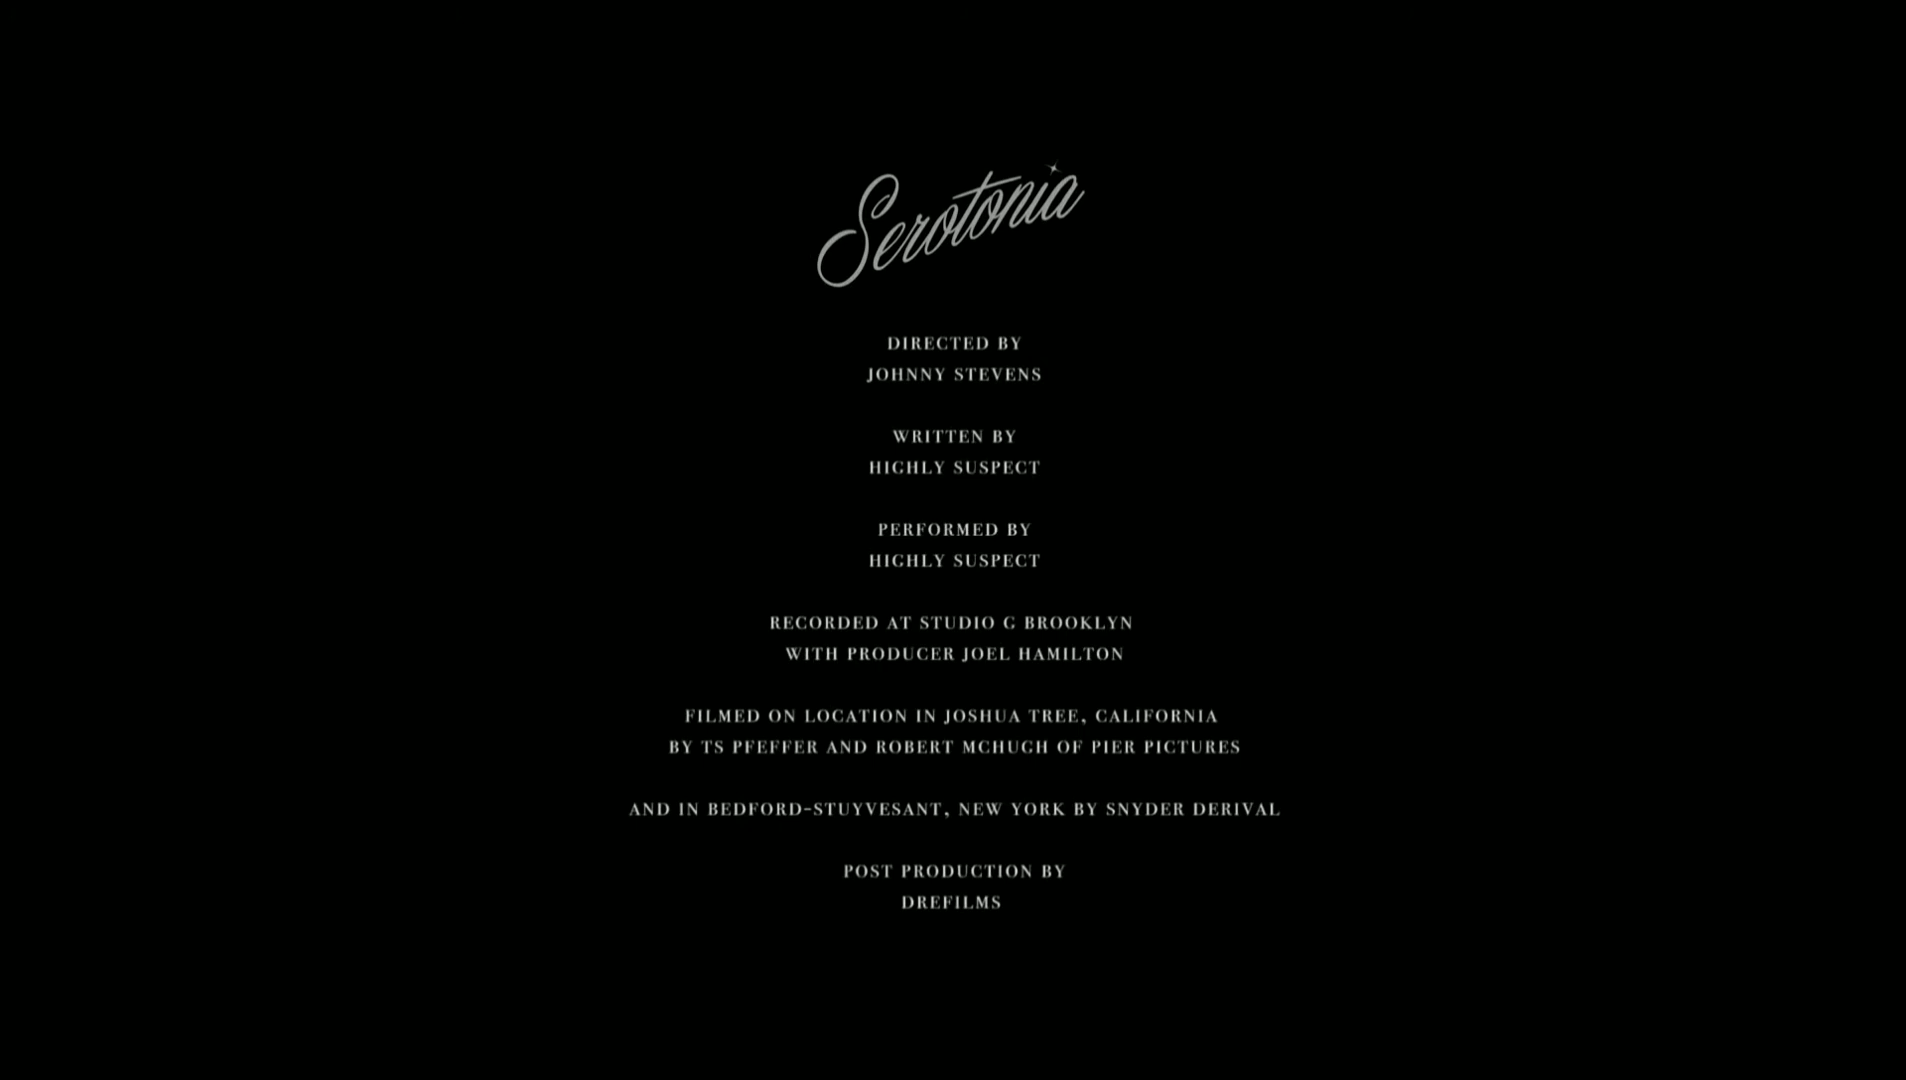 Serotonia
DIRECTED BY
JOHNNY STEVENS
WRITTEN BY
HIGHLY SUSPECT
PERFORMED BY
HIGHLY SUSPECT
RECORDED AT STUDIO G BROOKLYN
WITH PRODUCER JOEL HAMILTON
FILMED ON LOCATION IN JOSHUA TREE, CALIFORNIA
BY TS PFEFFER AND ROBERT MCHUGH OF PIER PICTURES
AND IN BEDFORD-STUYVESANT, NEW YORK BY SNYDER DERIVAL
POST PRODUCTION BY
DREFILMS